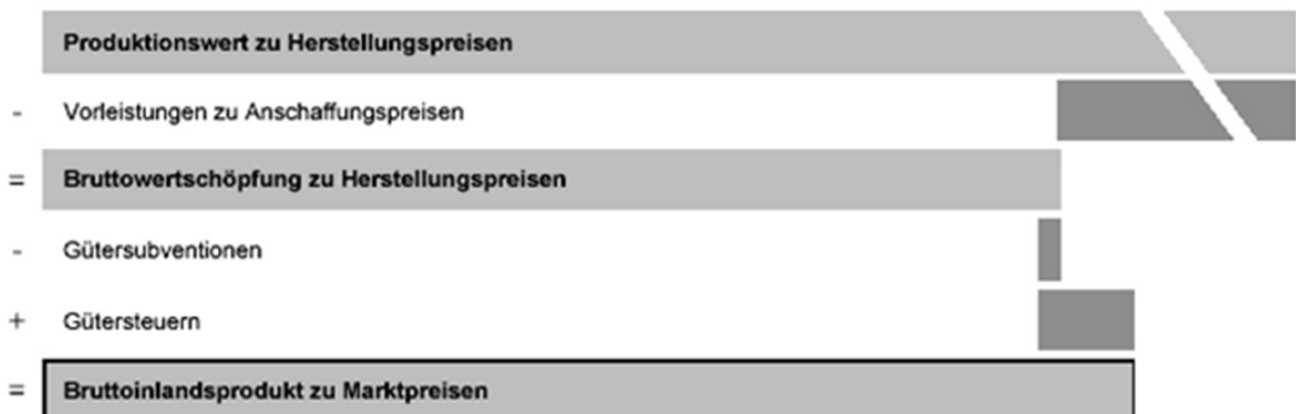 Produktionswert zu Herstellungspreisen
- Vorleistungen zu Anschaffungspreisen
= Bruttowertschöpfung zu Herstellungspreisen
- Gütersubventionen
+ Gütersteuern
= Bruttoinlandsprodukt zu Marktpreisen